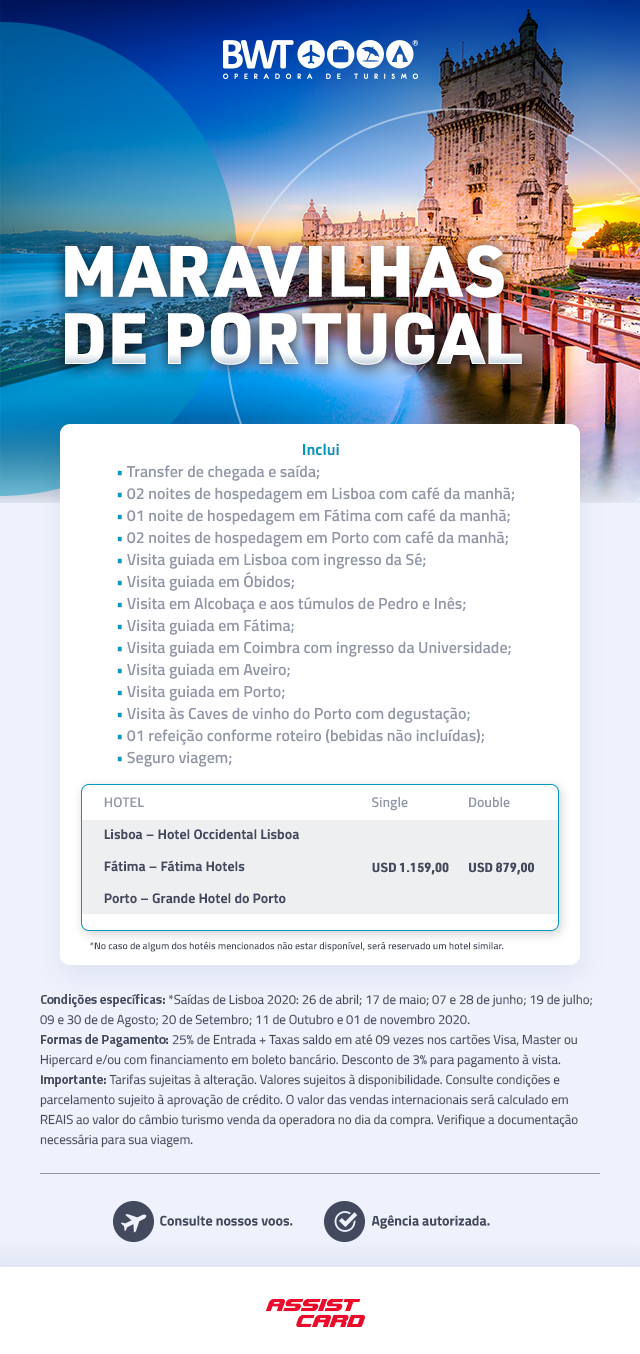 BWT®
OPERADORA DE TURISMO
MARAVILHAS
DE PORTUGAL
Inclui
▪ Transfer de chegada e saída;
▪ 02 noites de hospedagem em Lisboa com café da manhã;
▪ 01 noite de hospedagem em Fátima com café da manhã;
▪ 02 noites de hospedagem em Porto com café da manhã;
▪ Visita guiada em Lisboa com ingresso da Sé;
▪ Visita guiada em Óbidos;
▪ Visita em Alcobaça e aos túmulos de Pedro e Inês;
▪ Visita guiada em Fátima;
▪ Visita guiada em Coimbra com ingresso da Universidade;
▪ Visita guiada em Aveiro;
▪ Visita guiada em Porto;
▪ Visita às Caves de vinho do Porto com degustação;
▪ 01 refeição conforme roteiro (bebidas não incluídas);
▪ Seguro viagem;
HOTEL Single Double
Lisboa – Hotel Occidental Lisboa
Fátima – Fátima Hotels USD 1.159,00 USD 879,00
Porto – Grande Hotel do Porto
*No caso de algum dos hotéis mencionados não estar disponível, será reservado um hotel similar.
Condições específicas: *Saídas de Lisboa 2020: 26 de abril; 17 de maio; 07 e 28 de junho; 19 de julho;
09 e 30 de de Agosto; 20 de Setembro; 11 de Outubro e 01 de novembro 2020.
Formas de Pagamento: 25% de Entrada + Taxas saldo em até 09 vezes nos cartões Visa, Master ou
Hipercard e/ou com financiamento em boleto bancário. Desconto de 3% para pagamento à vista.
Importante: Tarifas sujeitas à alteração. Valores sujeitos à disponibilidade. Consulte condições e
parcelamento sujeito à aprovação de crédito. O valor das vendas internacionais será calculado em
REAIS ao valor do câmbio turismo venda da operadora no dia da compra. Verifique a documentação
necessária para sua viagem.
Consulte nossos voos. Agência autorizada.
ASSIST
CARD